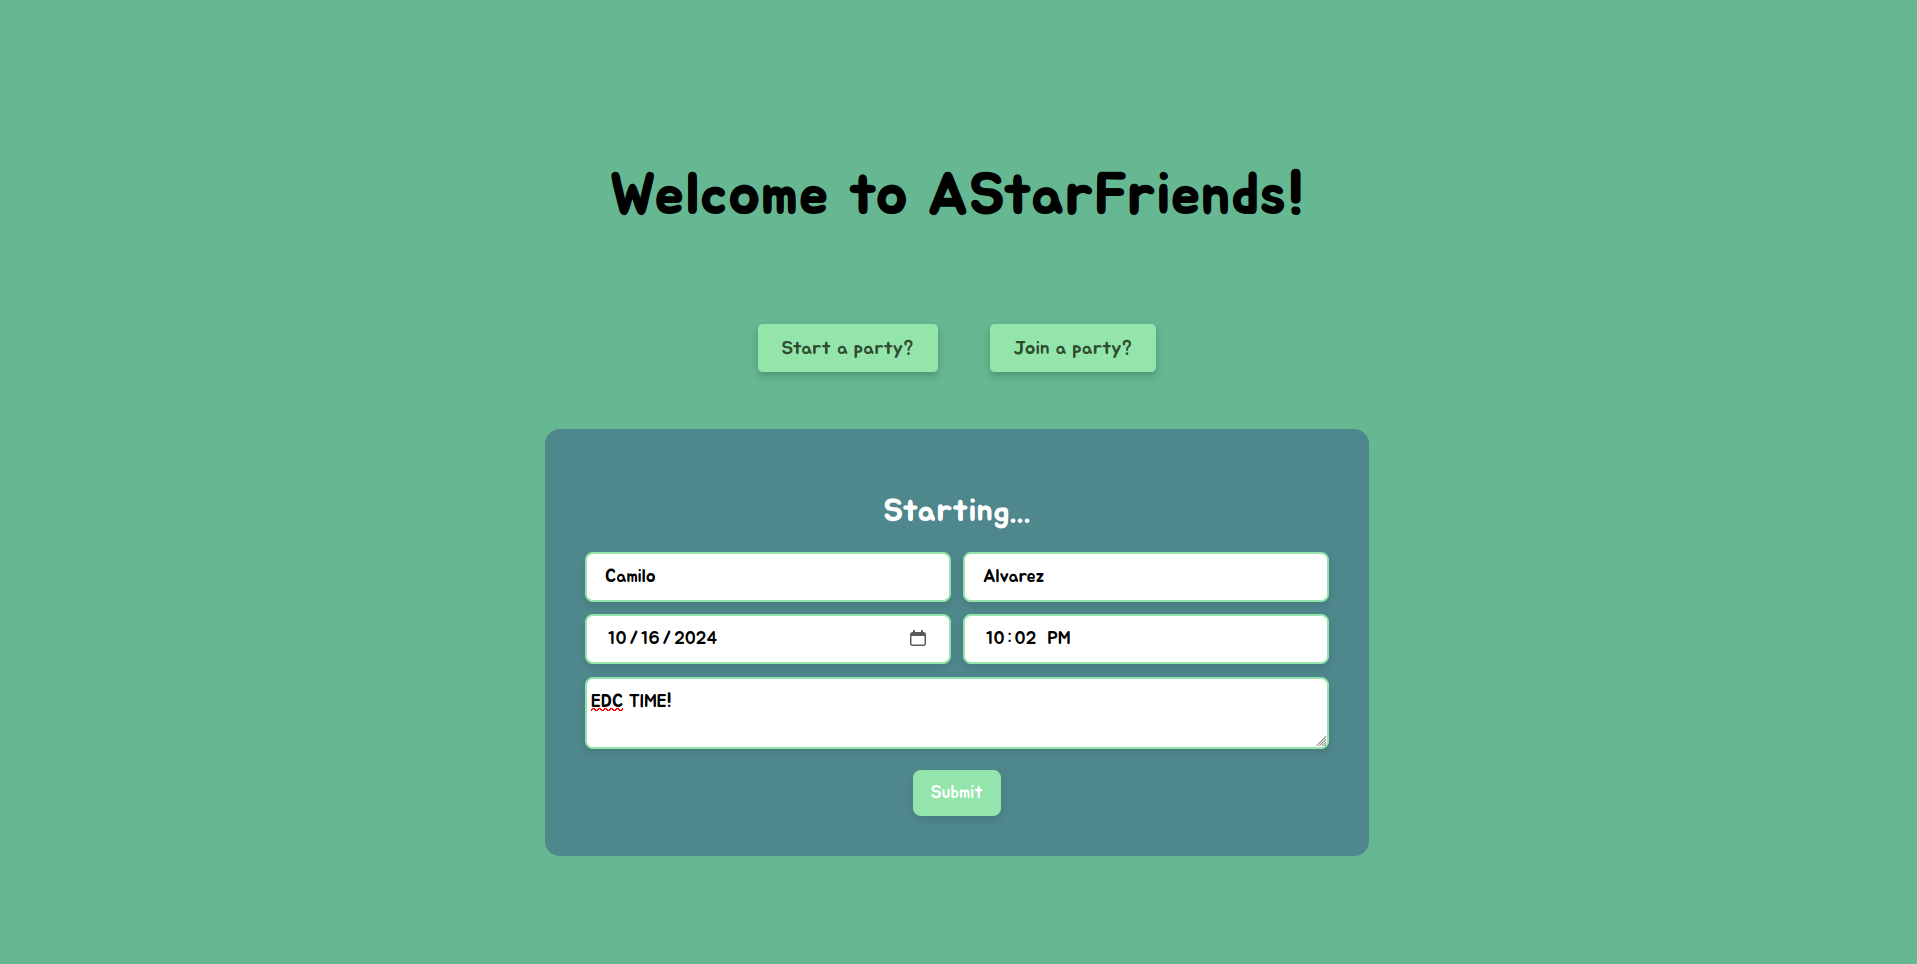 Welcome to AStarFriends!
Start a party? Join a party?
Starting...
Camilo Alvarez
10/16/2024 10:02 PM
EDC TIME!
Submit